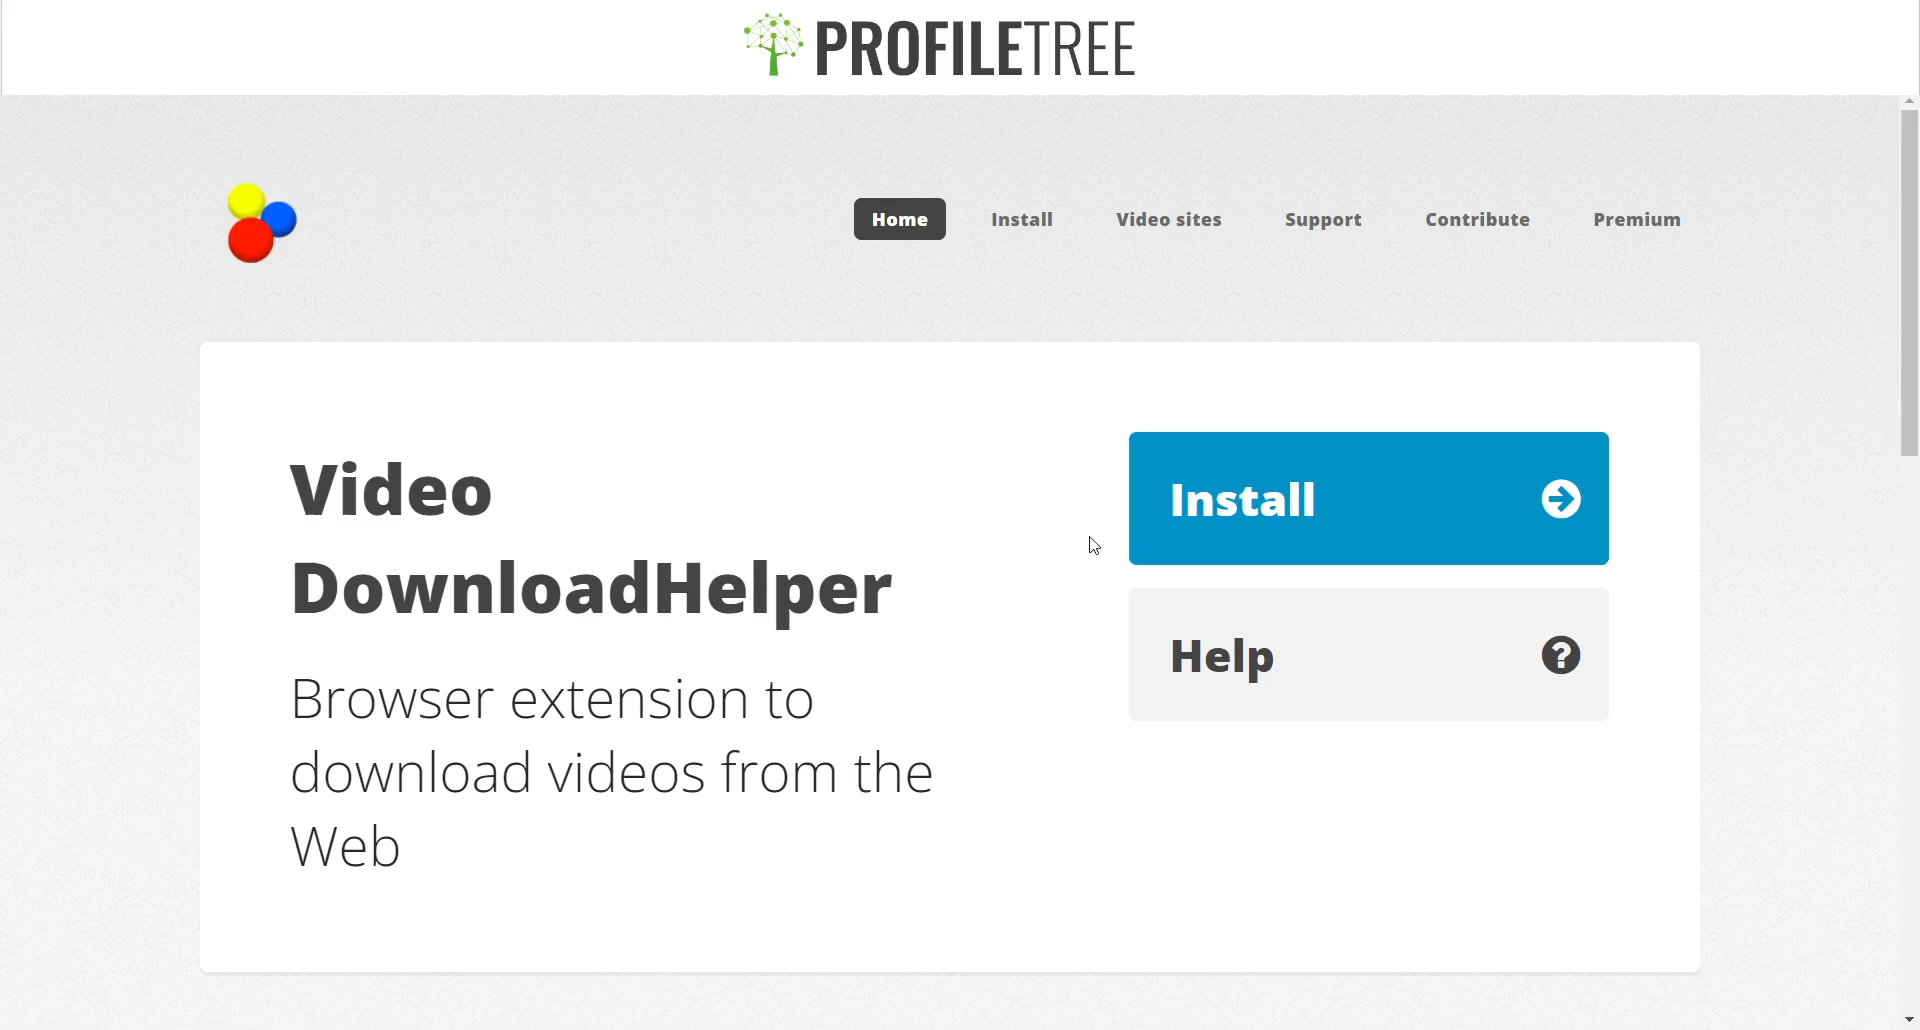 PROFILETREE
Home Install Video sites Support Contribute Premium
Video
DownloadHelper
Browser extension to
download videos from the
Web
Install
Help